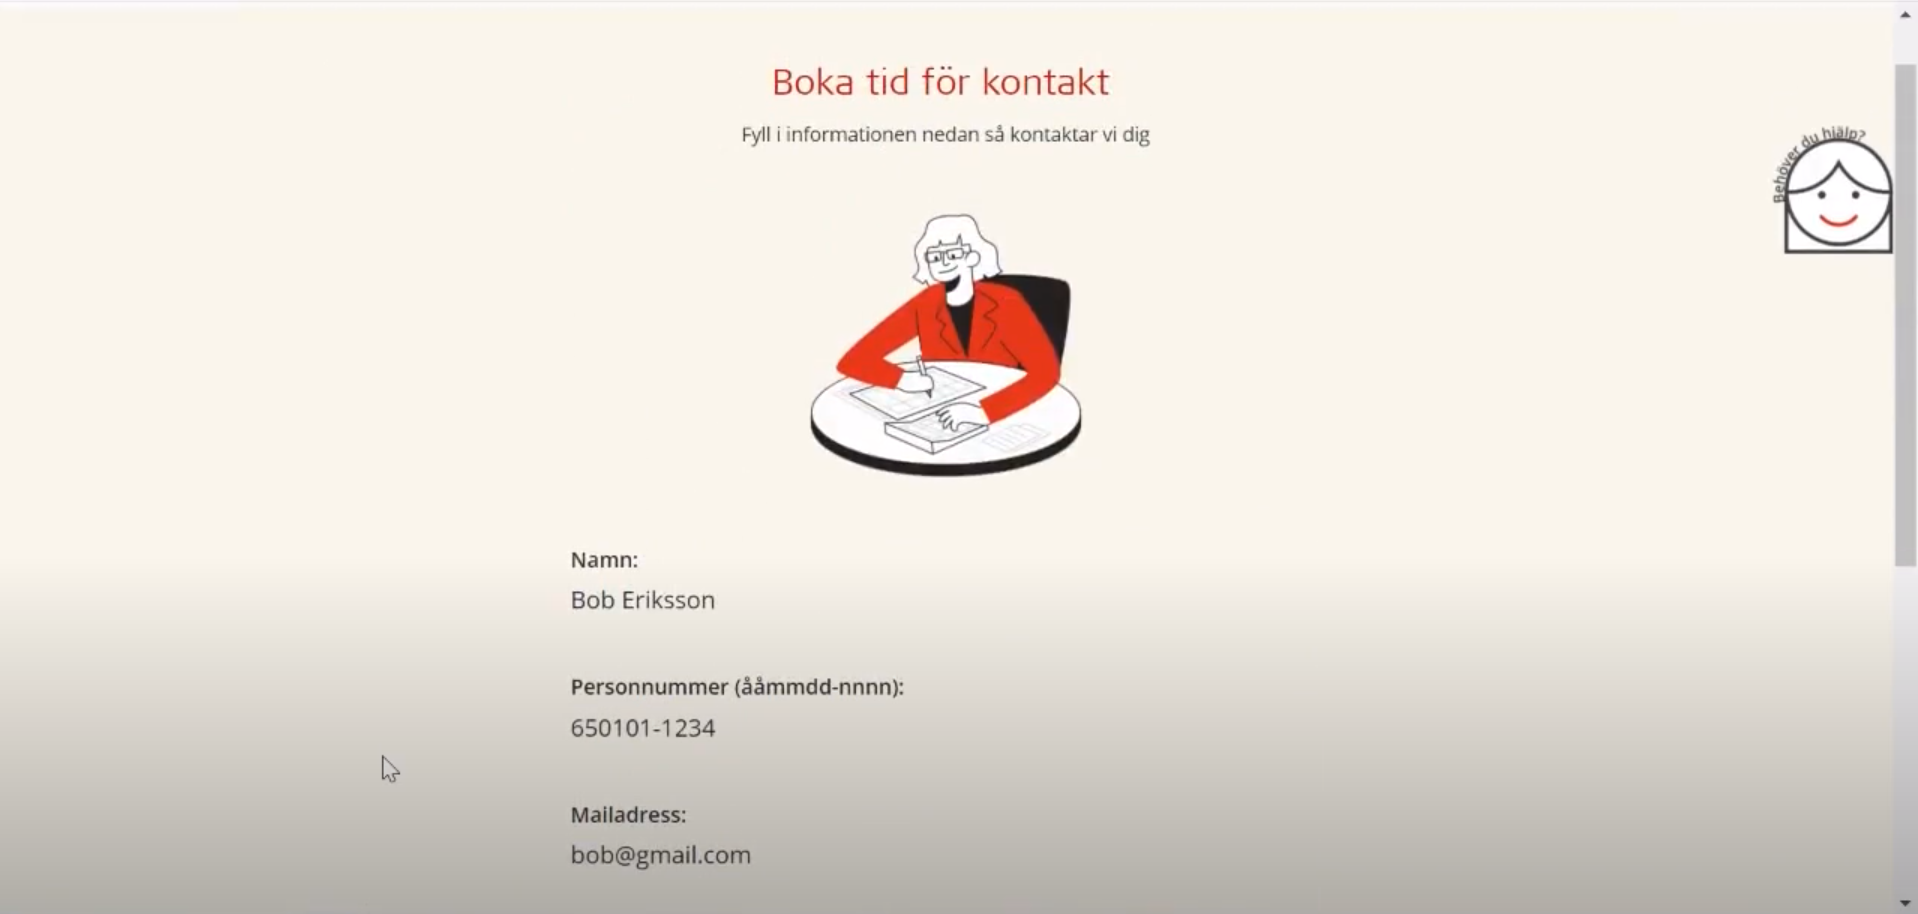 Boka tid för kontakt
Fyll i informationen nedan så kontaktar vi dig
Behöver du hjälp?
Namn:
Bob Eriksson
Personnummer (ååmmdd-nnnn):
650101-1234
Mailadress:
bob@gmail.com